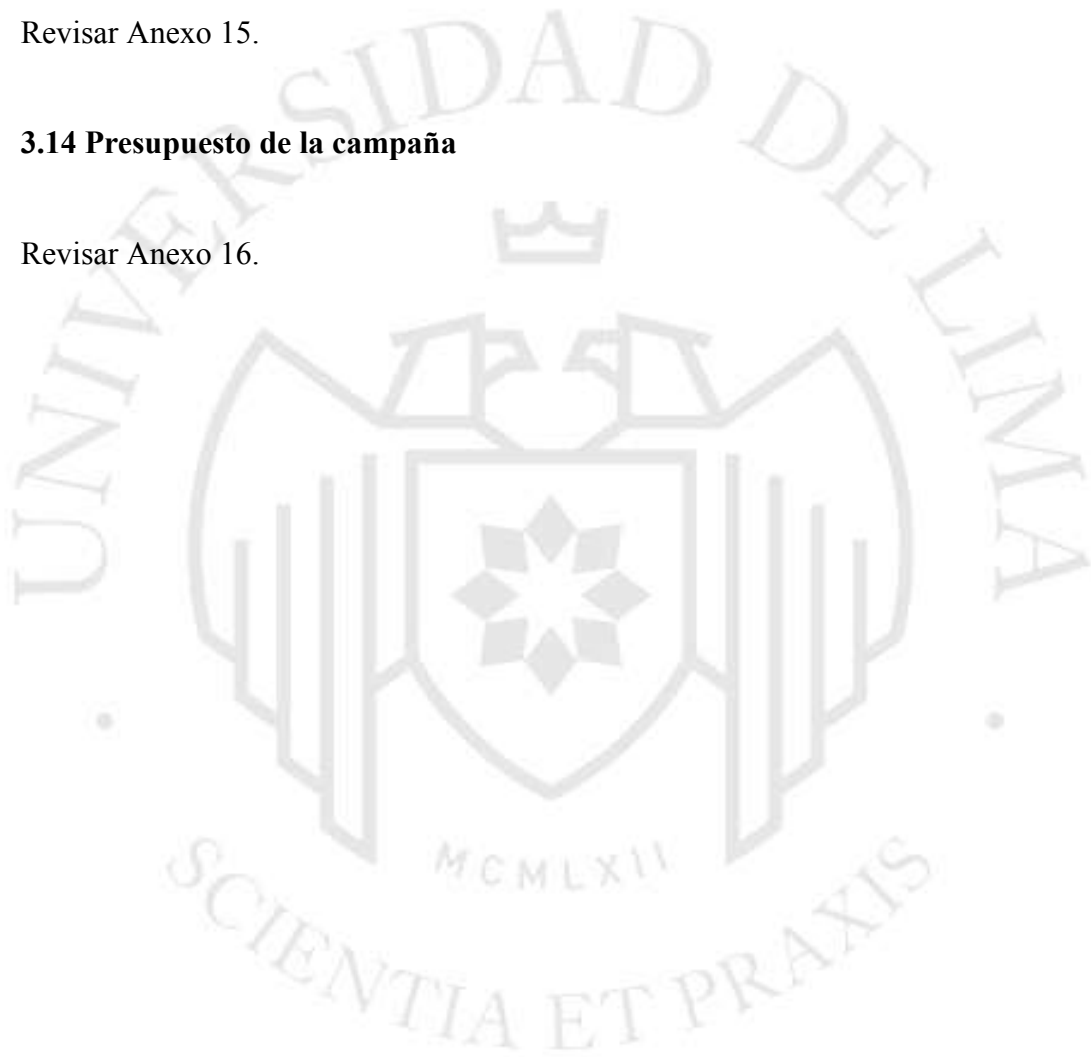 Revisar Anexo 15.
3.14 Presupuesto de la campaña
Revisar Anexo 16.
UNIVERSIDAD DE LIMA
MCMLXII
SCIENTIA ET PRAXIS